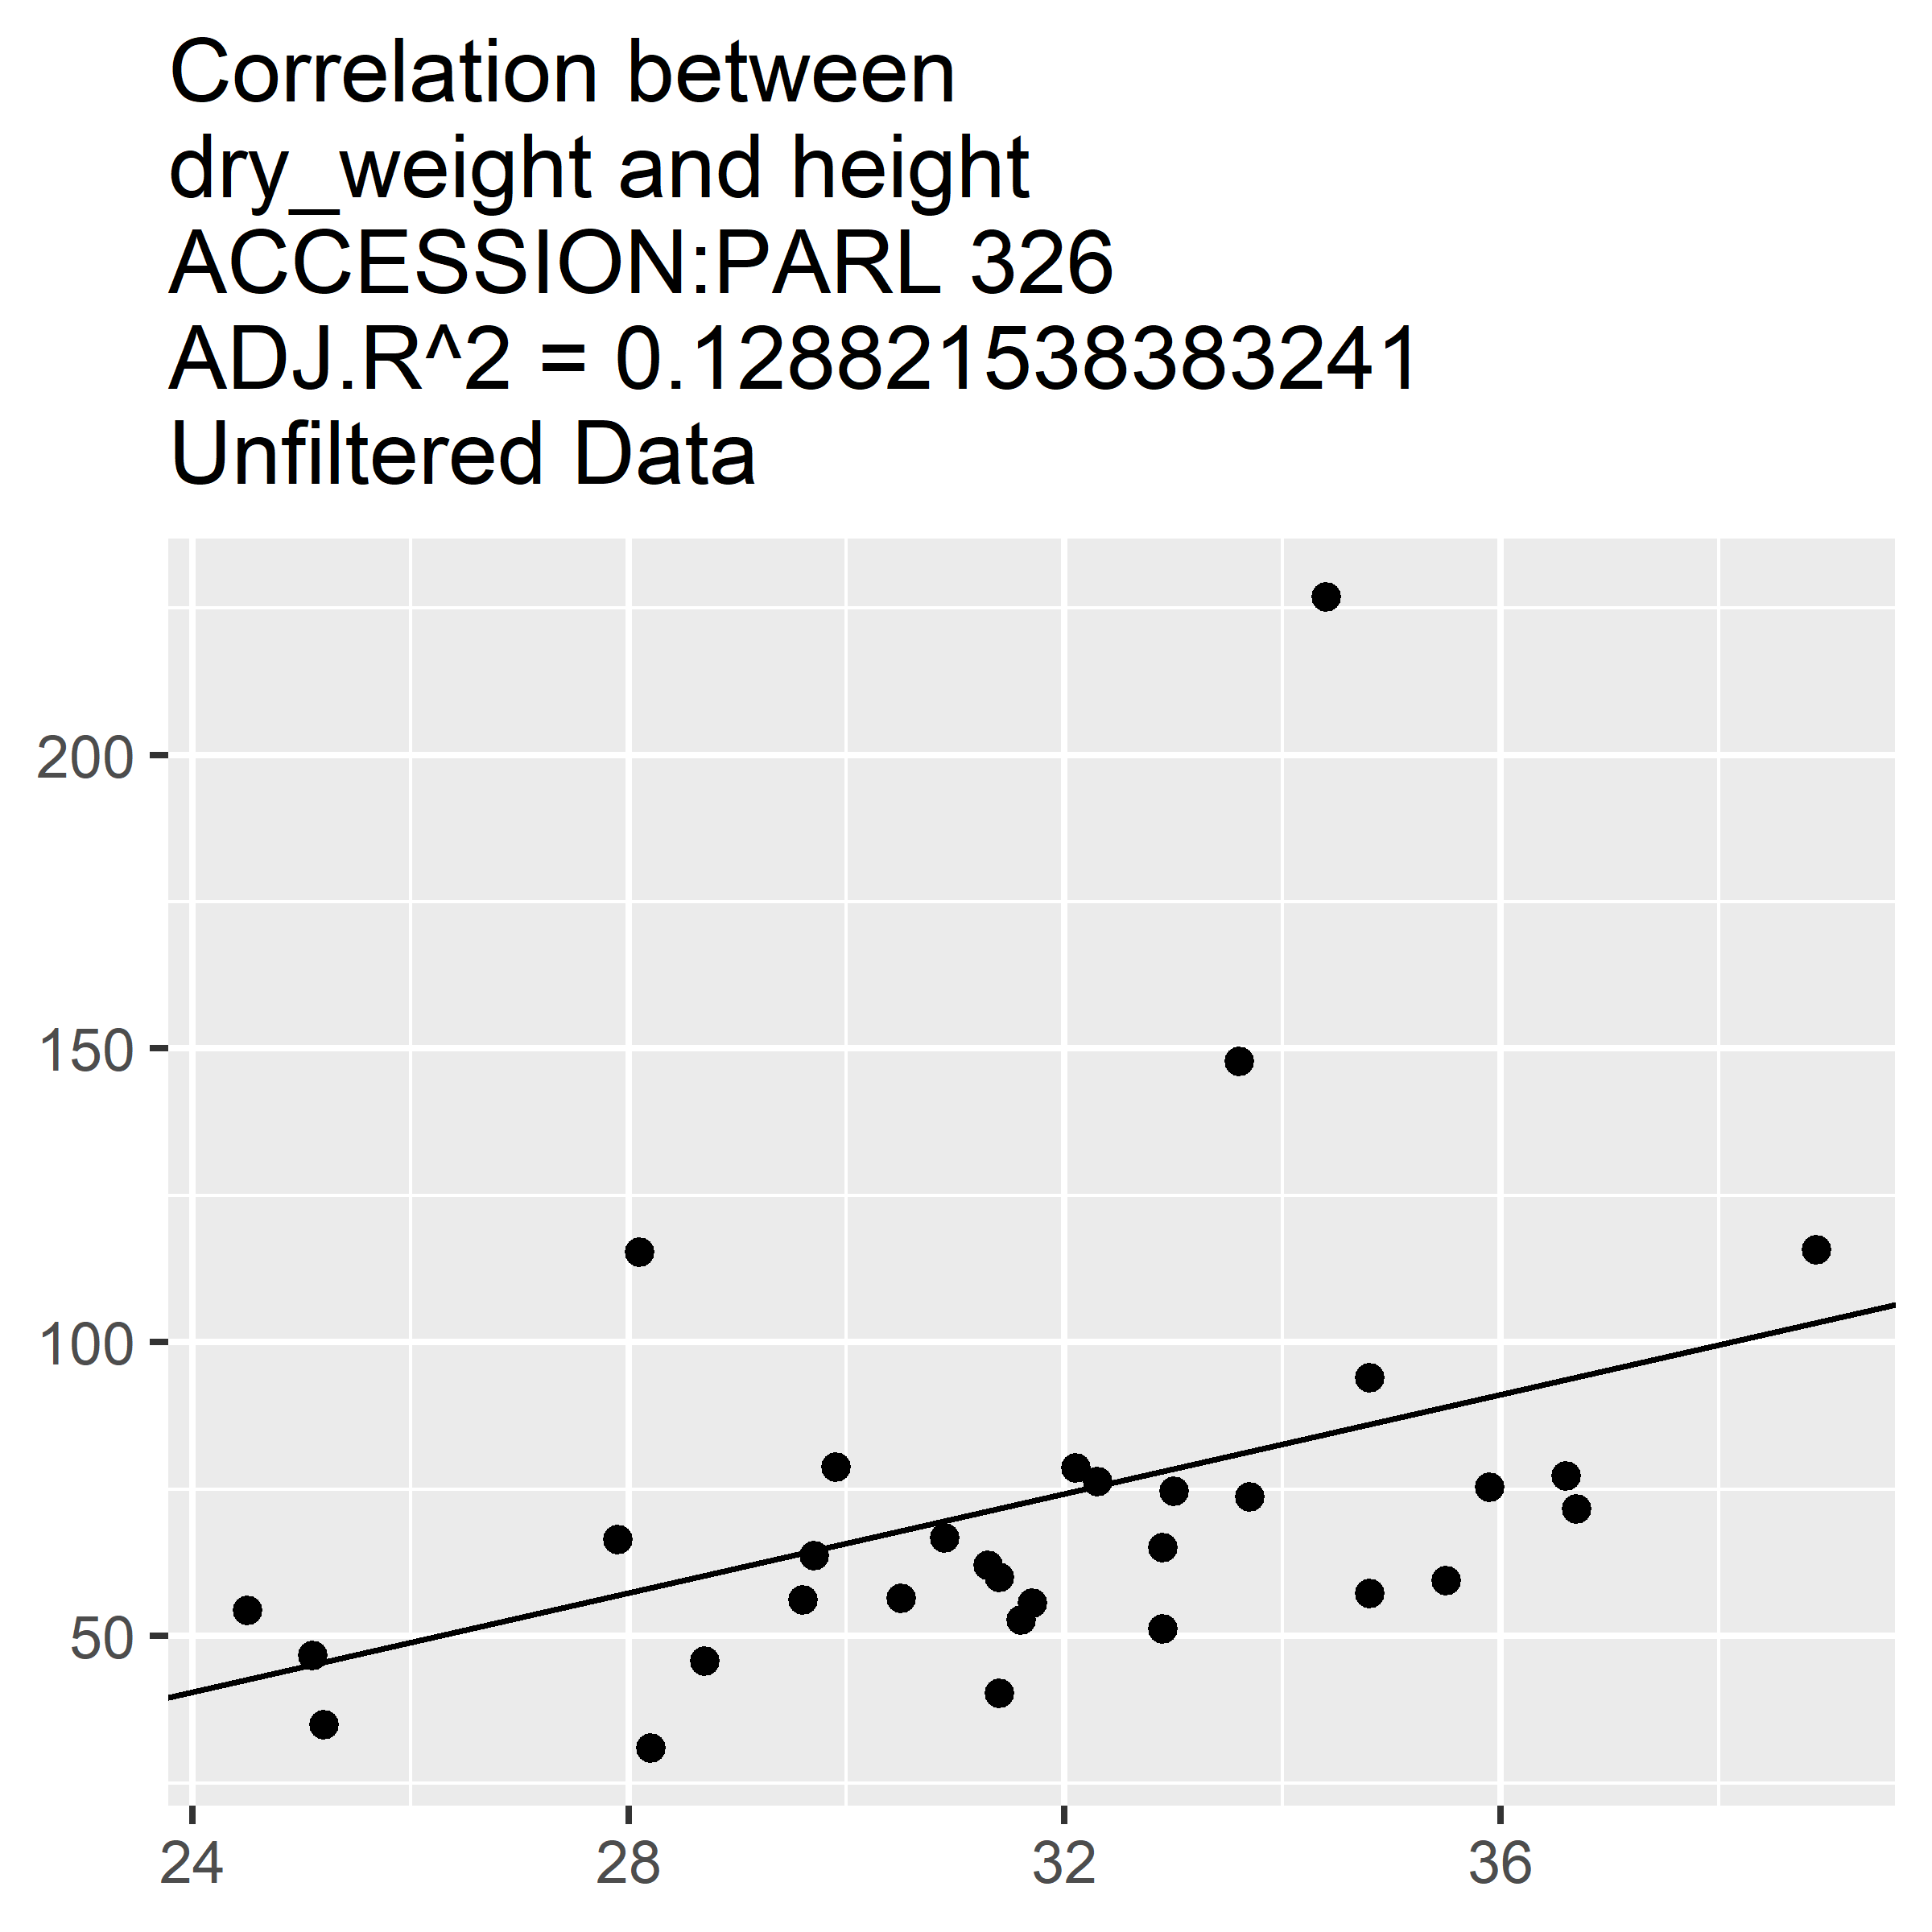 Correlation between
dry_weight and height
ACCESSION:PARL 326
ADJ.R^2 = 0.128821538383241
Unfiltered Data
200
150
100
50
24 28 32 36